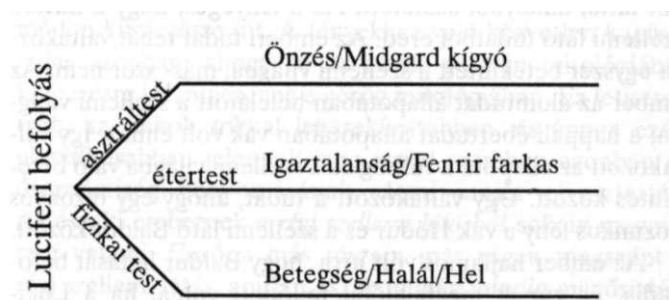 Luciferi befolyás
asztráltest
Önzés/Midgard kígyó
étertest
Igaztalanság/Fenrir farkas
fizikai test
Betegség/Halál/Hel